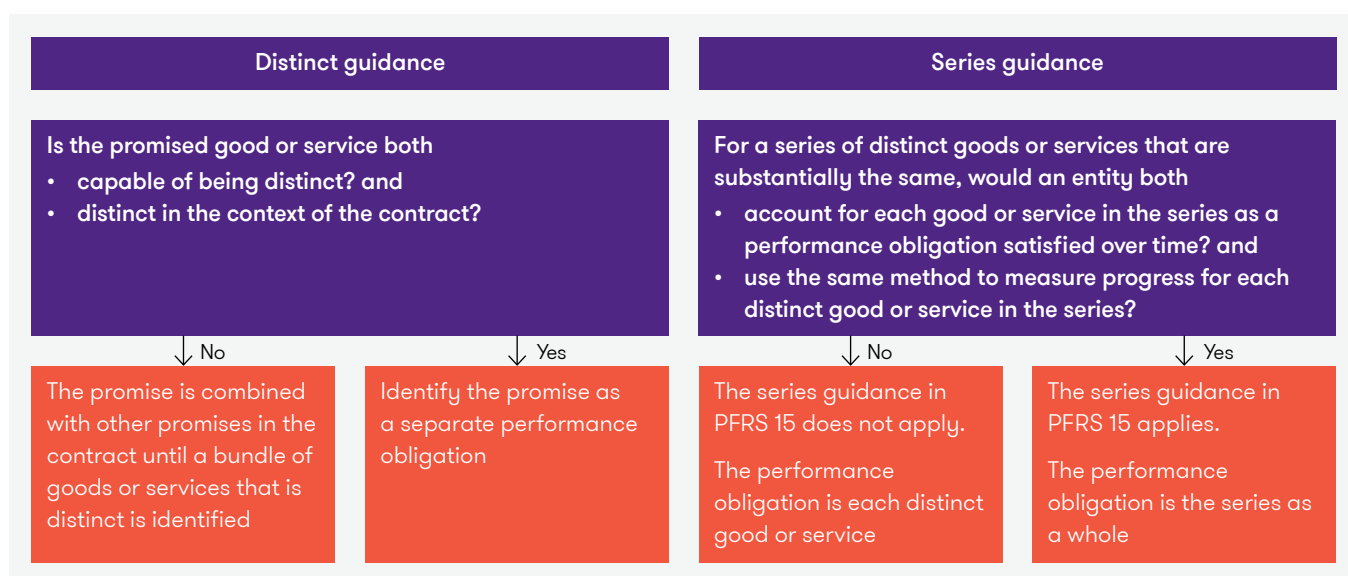 Distinct guidance
Is the promised good or service both
• capable of being distinct? and
• distinct in the context of the contract?
No
Yes
The promise is combined
with other promises in the
contract until a bundle of
goods or services that is
distinct is identified
Identify the promise as
a separate performance
obligation
Series guidance
For a series of distinct goods or services that are
substantially the same, would an entity both
• account for each good or service in the series as a
performance obligation satisfied over time? and
• use the same method to measure progress for each
distinct good or service in the series?
No
Yes
The series guidance in
PFRS 15 does not apply.
The performance
obligation is each distinct
good or service
The series guidance in
PFRS 15 applies.
The performance
obligation is the series as
a whole